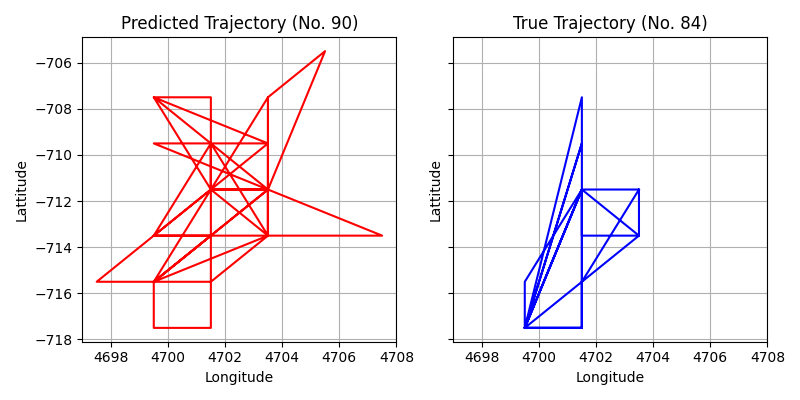 Predicted Trajectory (No. 90)
True Trajectory (No. 84)
Lattitude
−706
−708
−710
−712
−714
−716
−718
4698 4700 4702 4704 4706 4708
Longitude
Lattitude
4698 4700 4702 4704 4706 4708
Longitude